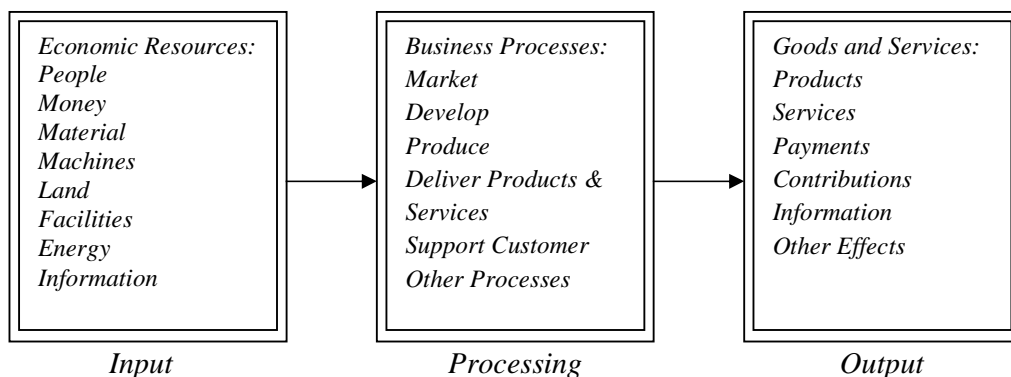 Economic Resources:
People
Money
Material
Machines
Land
Facilities
Energy
Information
Input
Business Processes:
Market
Develop
Produce
Deliver Products &
Services
Support Customer
Other Processes
Processing
Goods and Services:
Products
Services
Payments
Contributions
Information
Other Effects
Output